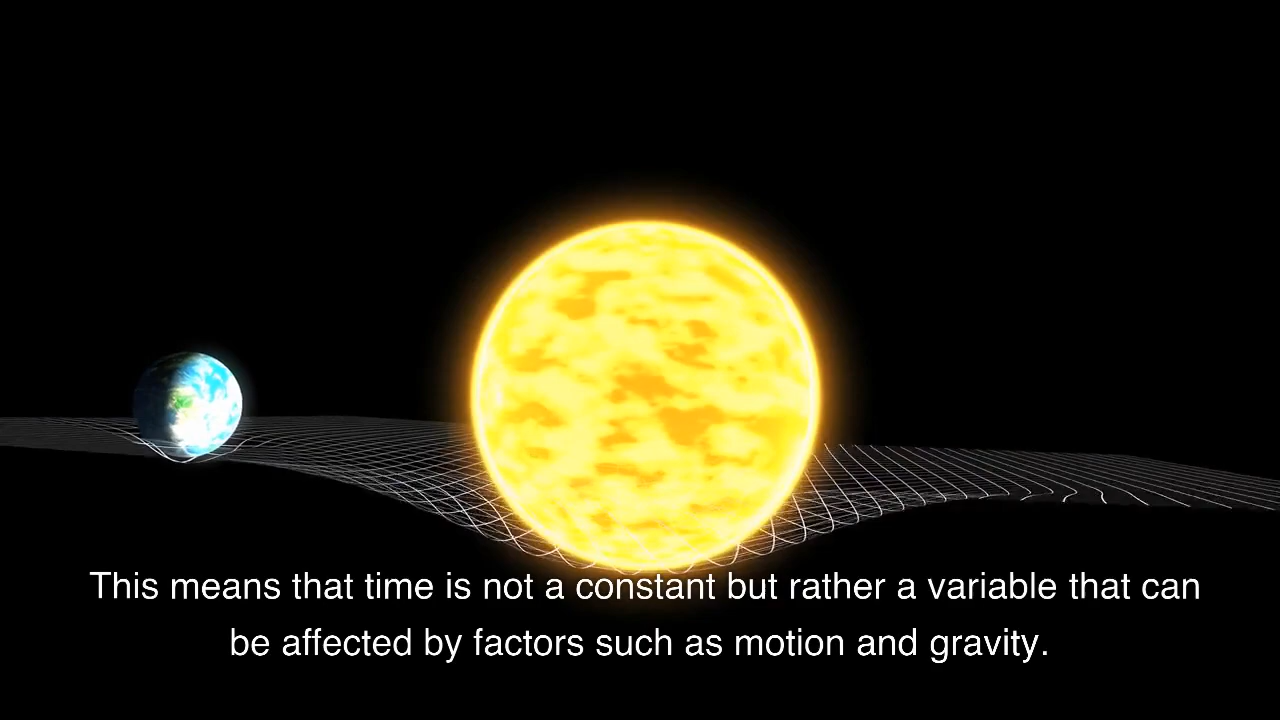 This means that time is not a constant but rather a variable that can
be affected by factors such as motion and gravity.